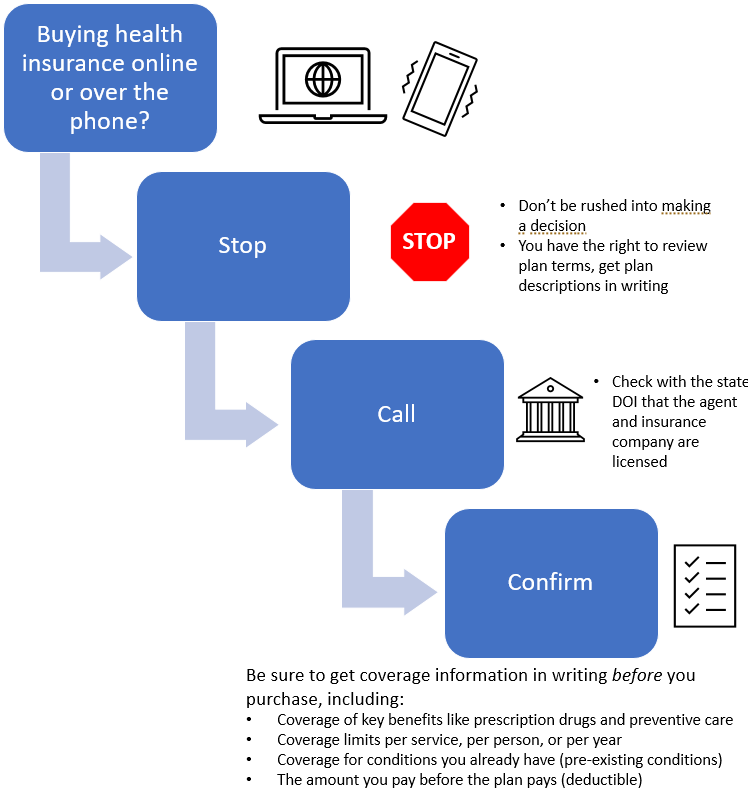 Buying health
insurance online
or over the
phone?
Stop
STOP
• Don’t be rushed into making
a decision
• You have the right to review
plan terms, get plan
descriptions in writing
Call
• Check with the state
DOI that the agent
and insurance
company are
licensed
Confirm
Be sure to get coverage information in writing before you
purchase, including:
• Coverage of key benefits like prescription drugs and preventive care
• Coverage limits per service, per person, or per year
• Coverage for conditions you already have (pre-existing conditions)
• The amount you pay before the plan pays (deductible)